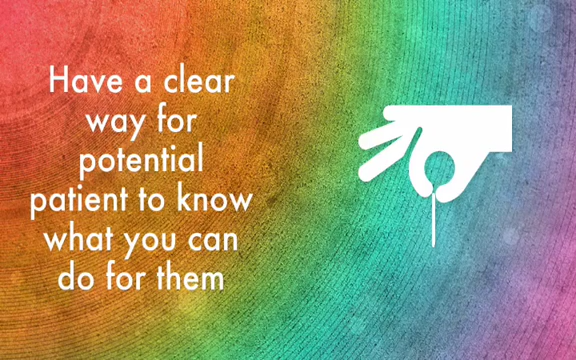 Have a clear
way for
potential
patient to know
what you can
do for them